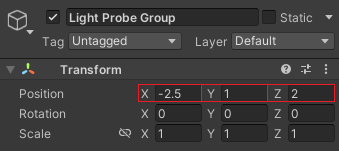 Light Probe Group Static
Tag Untagged Layer Default
Transform
Position X -2.5 Y 1 Z 2
Rotation X 0 Y 0 Z 0
Scale X 1 Y 1 Z 1